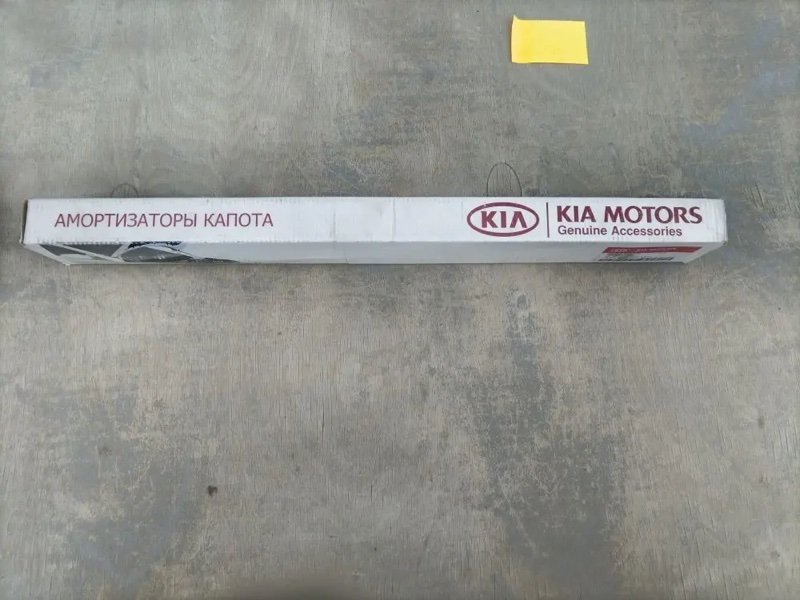 АМОРТИЗАТОРЫ КАПОТА
KIA
KIA MOTORS
Genuine Accessories